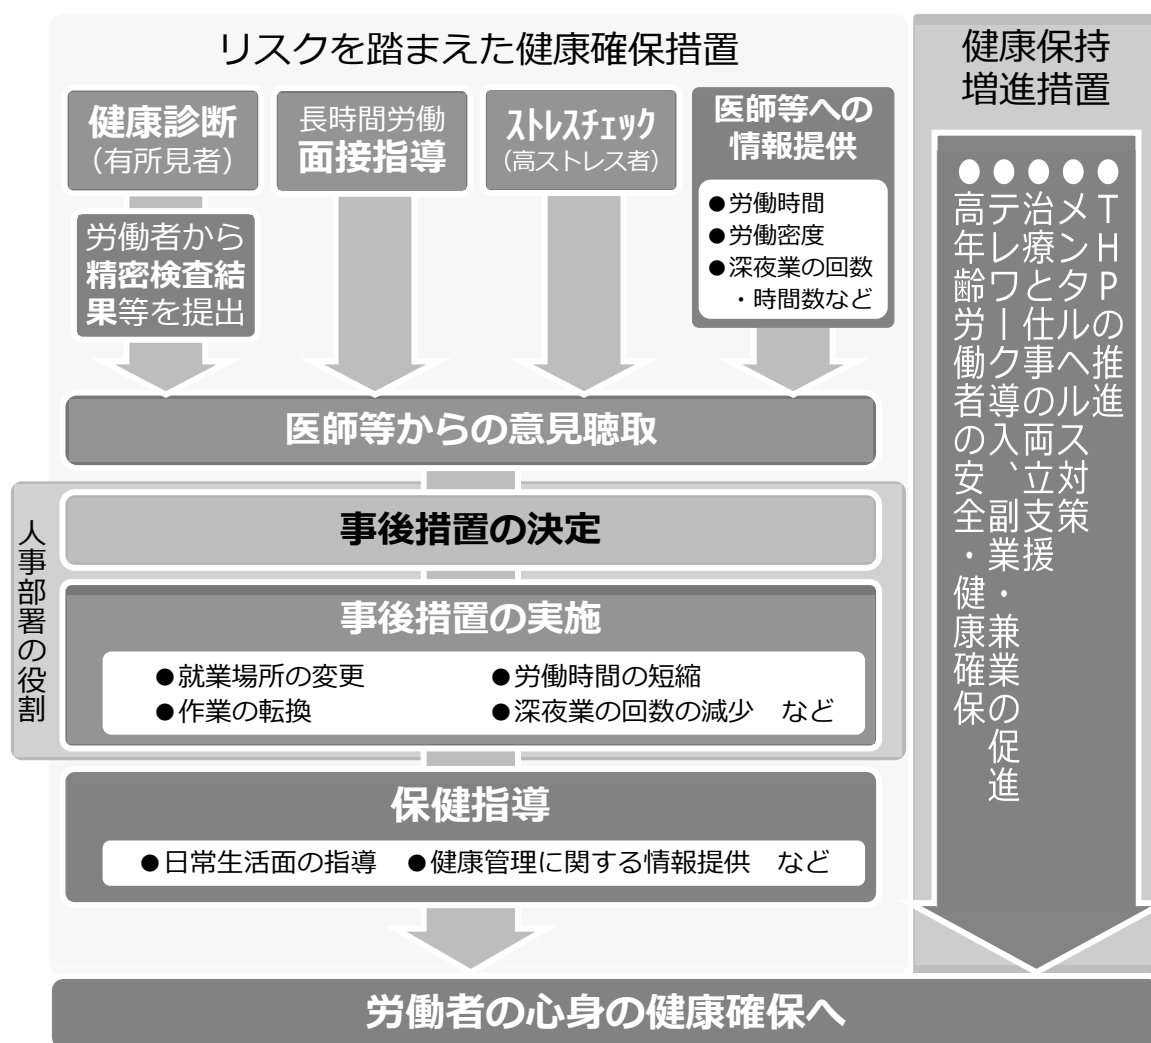 リスクを踏まえた健康確保措置
健康診断
（有所見者）
労働者から
精密検査結
果等を提出
長時間労働
面接指導
ストレスチェック
（高ストレス者）
医師等への
情報提供
●労働時間
●労働密度
●深夜業の回数
・時間数など
医師等からの意見聴取
人事部署の役割
事後措置の決定
事後措置の実施
●就業場所の変更
●労働時間の短縮
●作業の転換
●深夜業の回数の減少　など
保健指導
●日常生活面の指導　●健康管理に関する情報提供　など
健康保持
増進措置
●THPの推進
●メンタルヘルス対策
●治療と仕事の両立支援
●テレワーク導入、副業・兼業の促進
●高年齢労働者の安全・健康確保
労働者の心身の健康確保へ